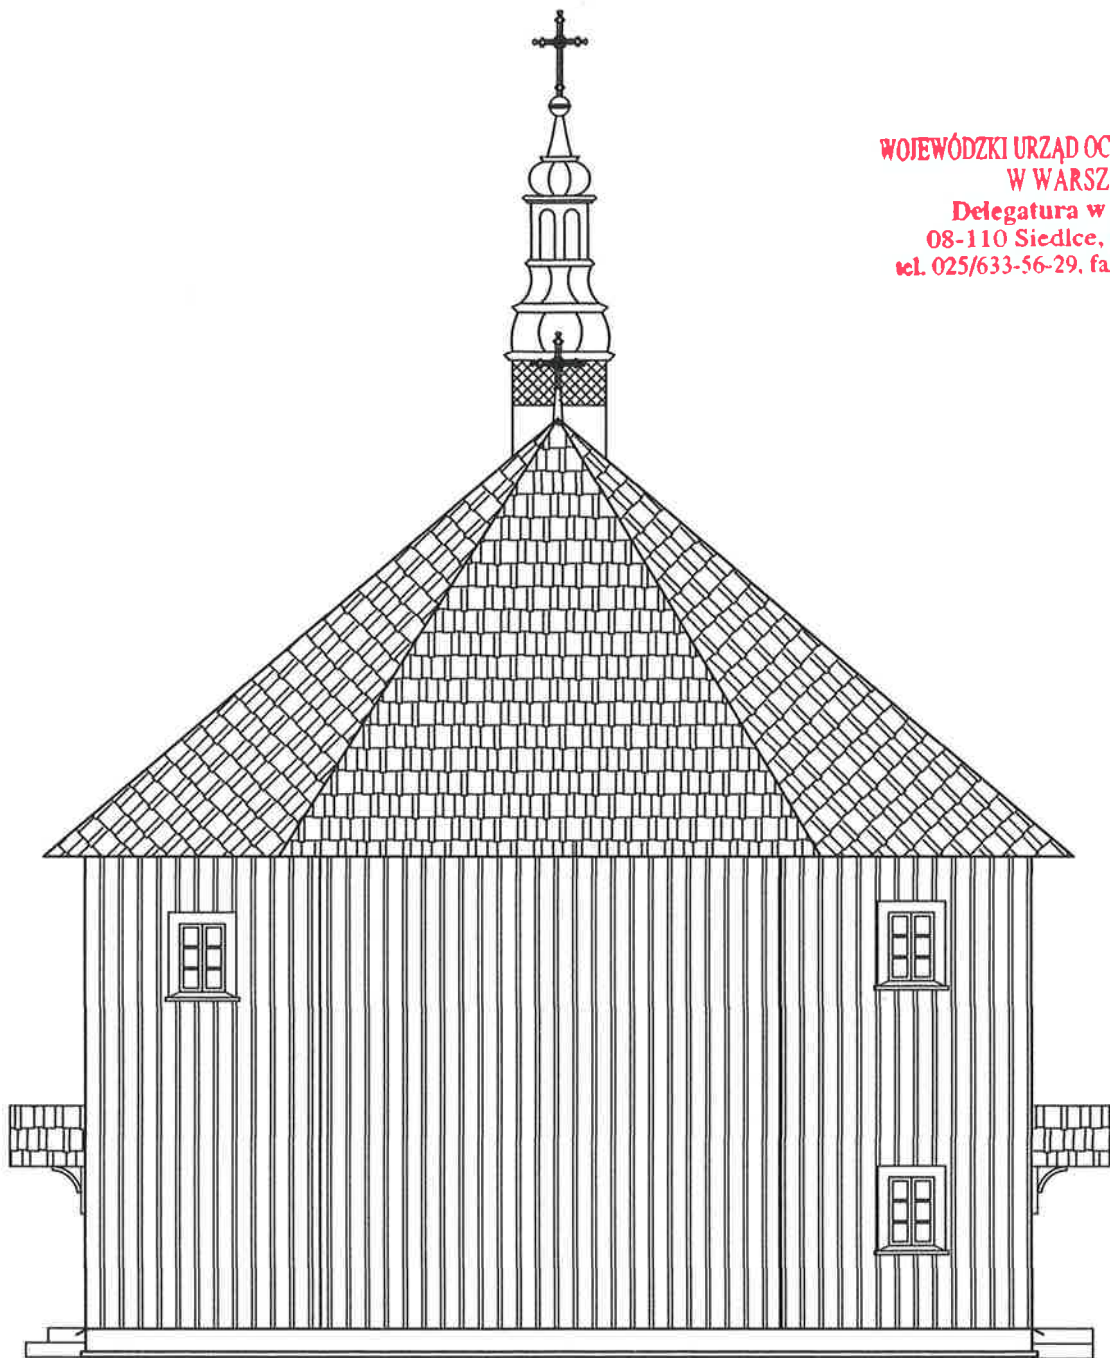 WOJEWÓDZKI URZĄD OC
W WARSZ
Delegatura w
08-110 Siedlce,
tel. 025/633-56-29, fa